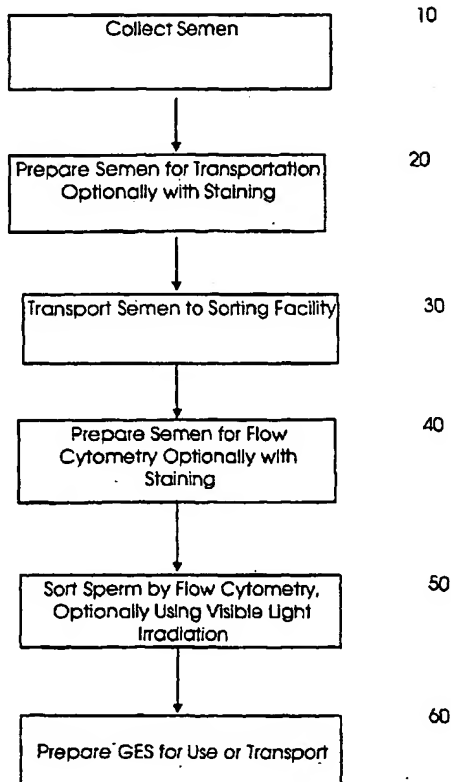 10
Collect Semen
20
Prepare Semen for Transportation
Optionally with Staining
Transport Semen to Sorting Facility
30
40
Prepare Semen for Flow
Cytometry Optionally with
Staining
50
Sort Sperm by Flow Cytometry,
Optionally Using Visible Light
Irradiation
60
Prepare GES for Use or Transport